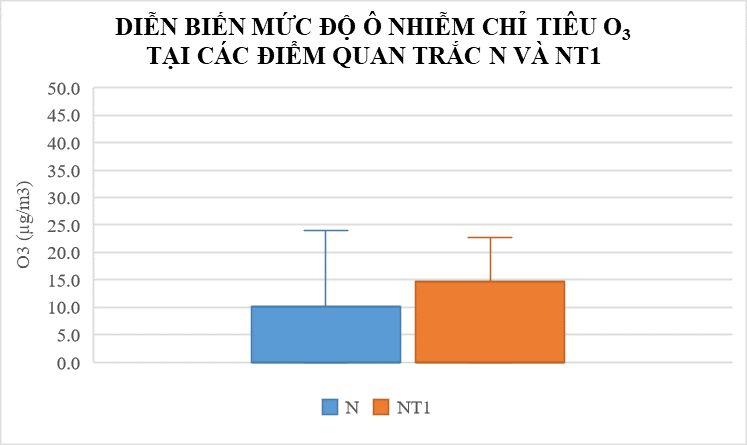 DIỄN BIẾN MỨC ĐỘ Ô NHIỄM CHỈ TIÊU O₃
TẠI CÁC ĐIỂM QUAN TRẮC N VÀ NT1
50.0
45.0
40.0
35.0
30.0
25.0
20.0
15.0
10.0
5.0
0.0
O3 (µg/m3)
N
NT1